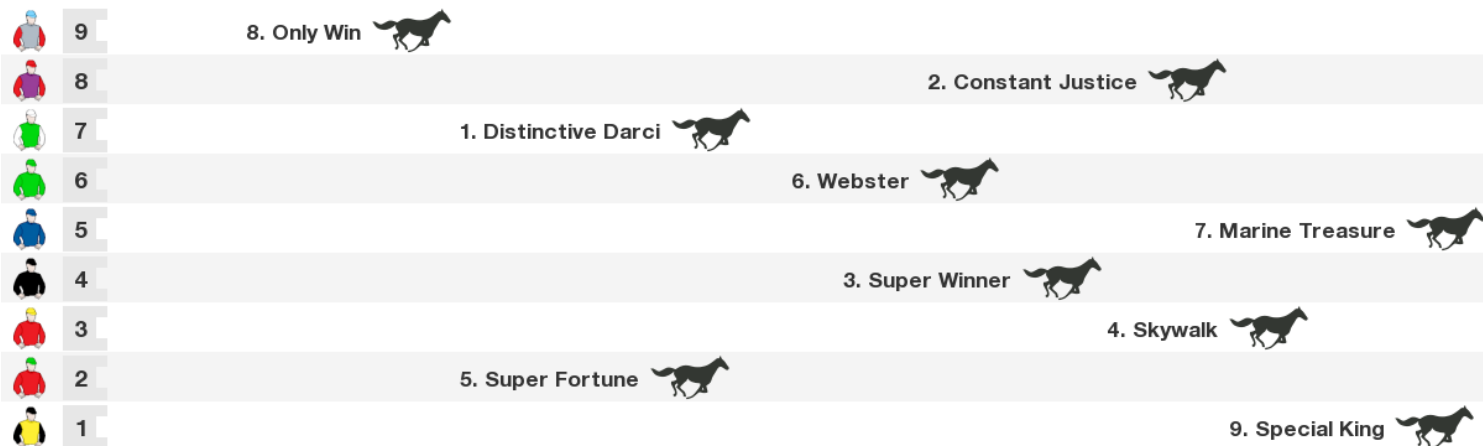 9 8. Only Win
8 2. Constant Justice
7 1. Distinctive Darci
6 6. Webster
5 7. Marine Treasure
4 3. Super Winner
3 4. Skywalk
2 5. Super Fortune
1 9. Special King